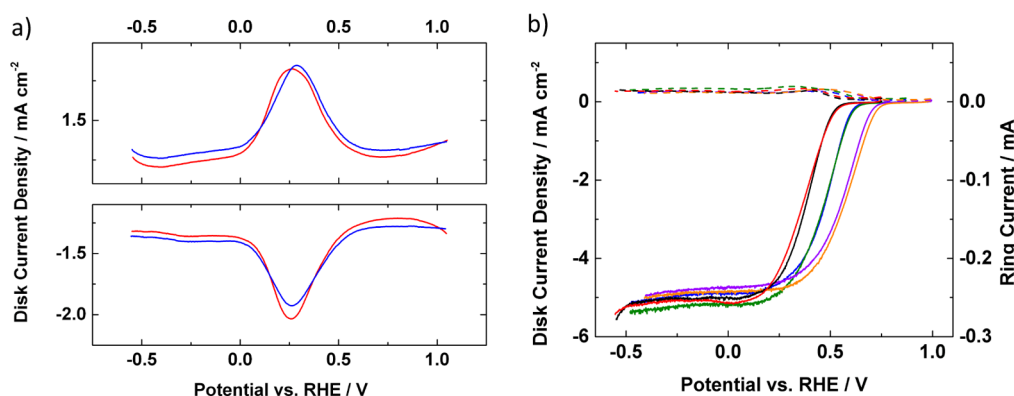 a)
-0.5 0.0 0.5 1.0
Disk Current Density / mA cm⁻²
1.5
-1.5
-2.0
-0.5 0.0 0.5 1.0
Potential vs. RHE / V
b)
Disk Current Density / mA cm⁻²
0
-2
-4
-6
0.0
-0.1
-0.2
-0.3
Ring Current / mA
-0.5 0.0 0.5 1.0
Potential vs. RHE / V